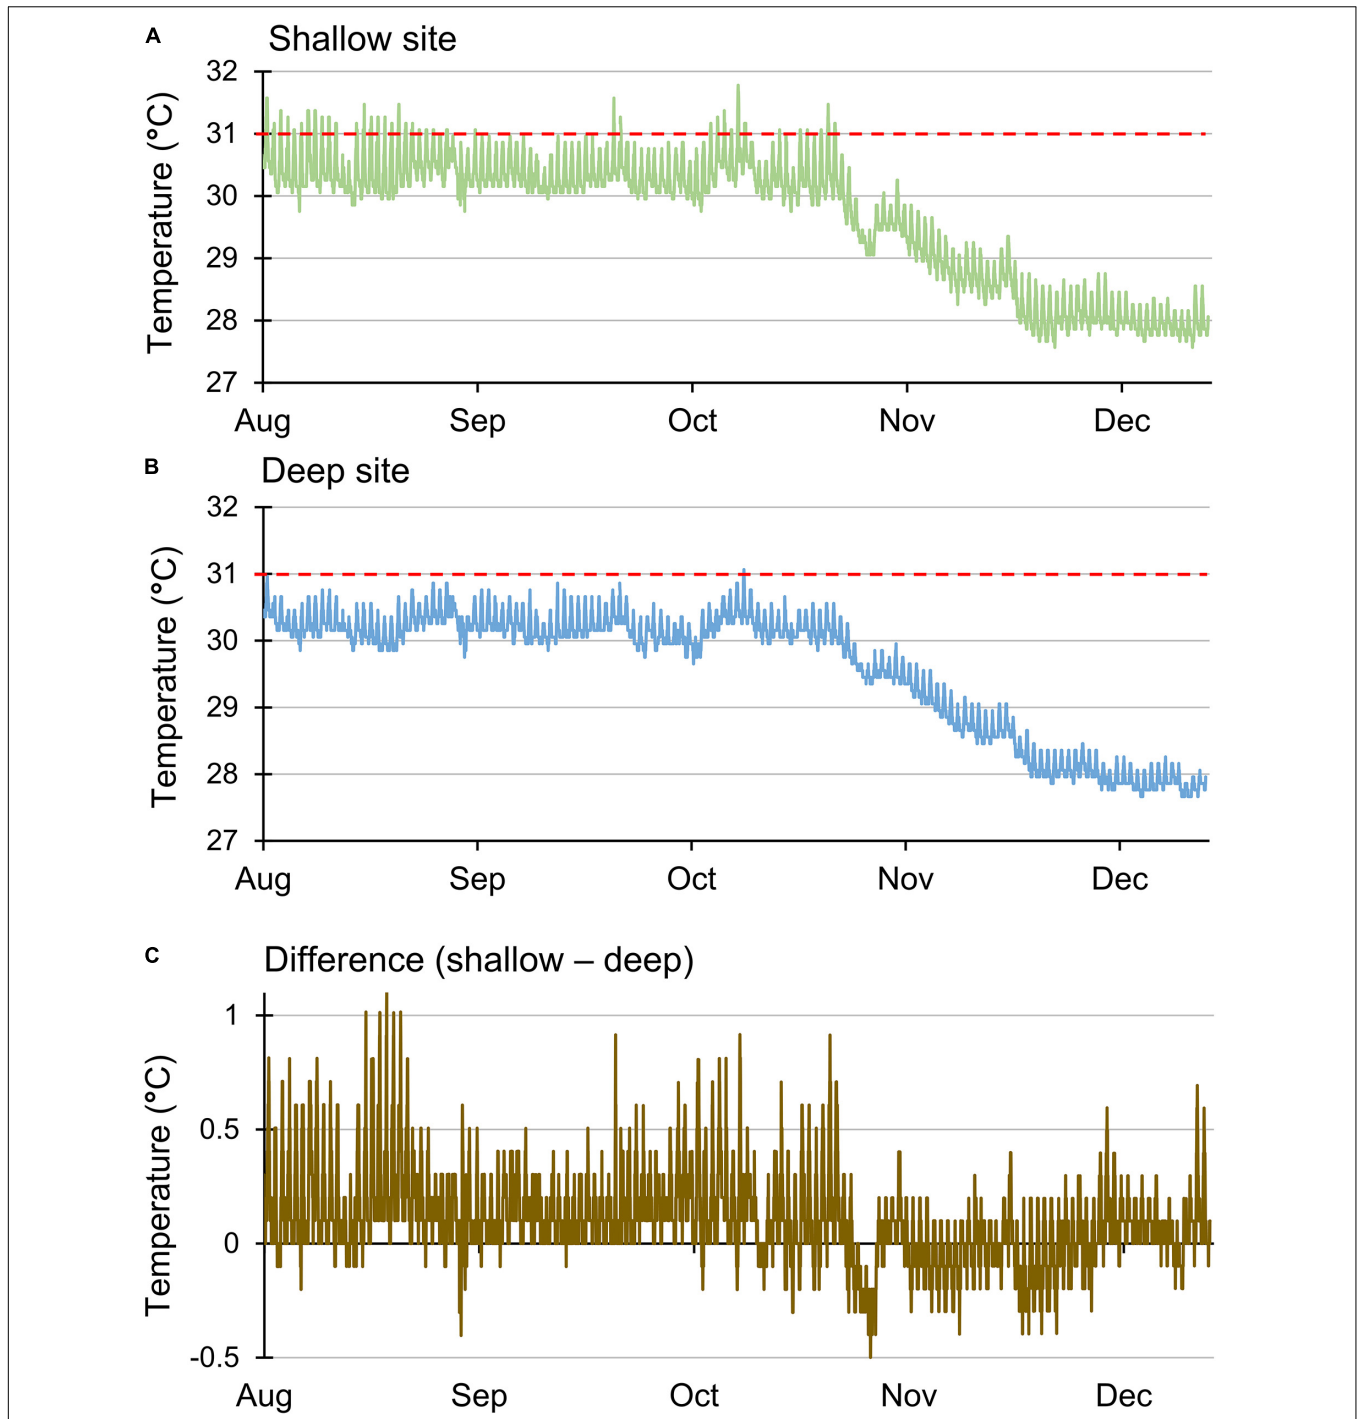 A
Shallow site
Temperature (°C)
32
31
30
29
28
27
Aug Sep Oct Nov Dec
B
Deep site
Temperature (°C)
32
31
30
29
28
27
Aug Sep Oct Nov Dec
C
Difference (shallow – deep)
Temperature (°C)
1
0.5
0
-0.5
Aug Sep Oct Nov Dec